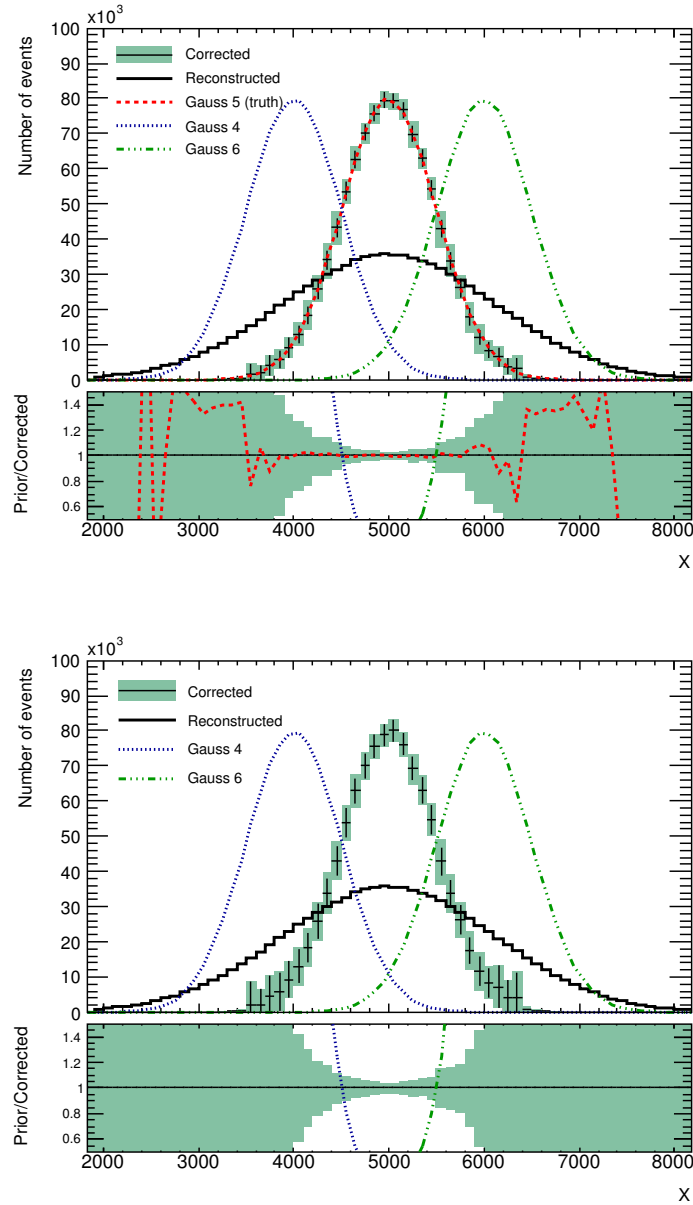 ×10³
100
90
80
70
60
50
40
30
20
10
0
Number of events
Corrected
Reconstructed
Gauss 5 (truth)
Gauss 4
Gauss 6
1.4
1.2
1
0.8
0.6
Prior/Corrected
2000 3000 4000 5000 6000 7000 8000
X
×10³
100
90
80
70
60
50
40
30
20
10
0
Number of events
Corrected
Reconstructed
Gauss 4
Gauss 6
1.4
1.2
1
0.8
0.6
Prior/Corrected
2000 3000 4000 5000 6000 7000 8000
X